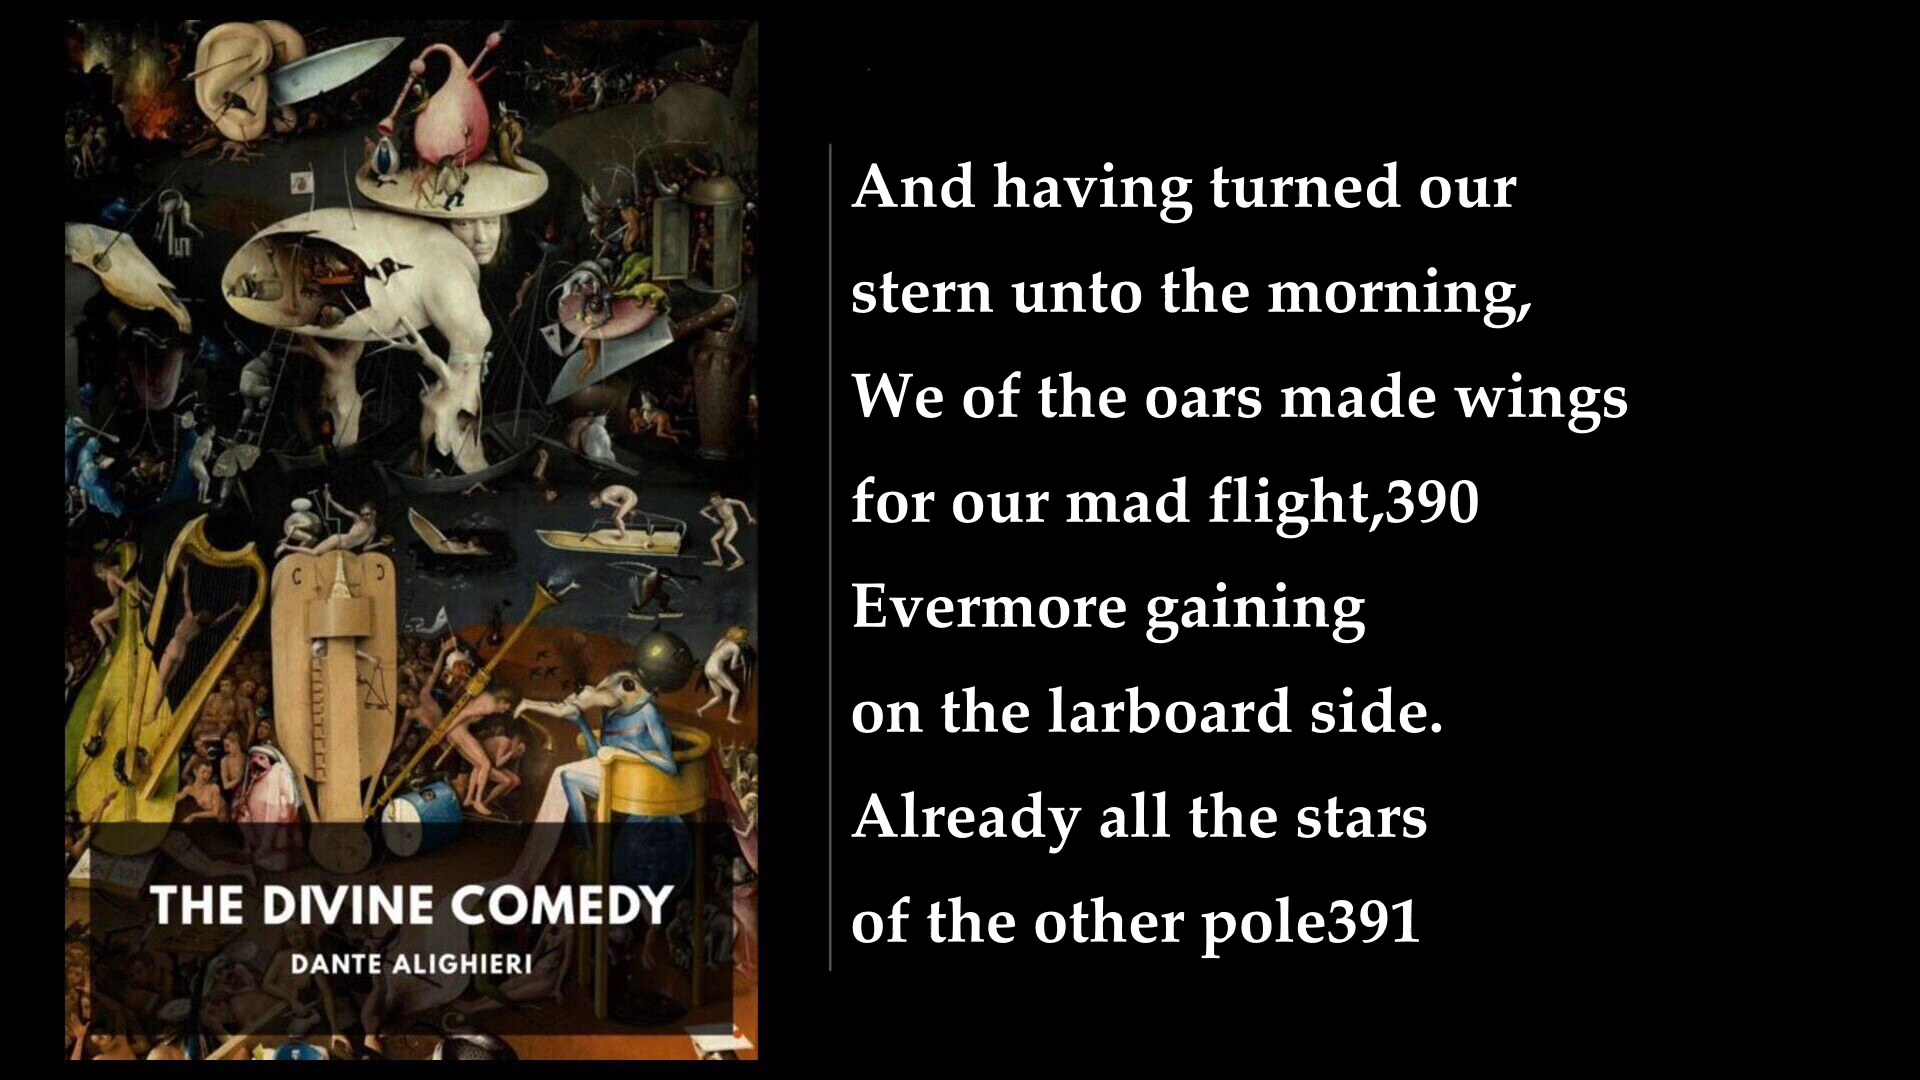 THE DIVINE COMEDY
DANTE ALIGHIERI
And having turned our
stern unto the morning,
We of the oars made wings
for our mad flight,390
Evermore gaining
on the larboard side.
Already all the stars
of the other pole391